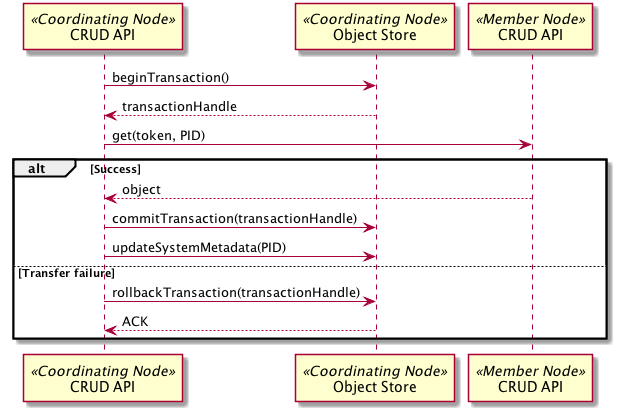 «Coordinating Node» «Coordinating Node» «Member Node»
CRUD API Object Store CRUD API
beginTransaction()
transactionHandle
get(token, PID)
alt [Success]
object
commitTransaction(transactionHandle)
updateSystemMetadata(PID)
[Transfer failure]
rollbackTransaction(transactionHandle)
ACK
«Coordinating Node» «Coordinating Node» «Member Node»
CRUD API Object Store CRUD API